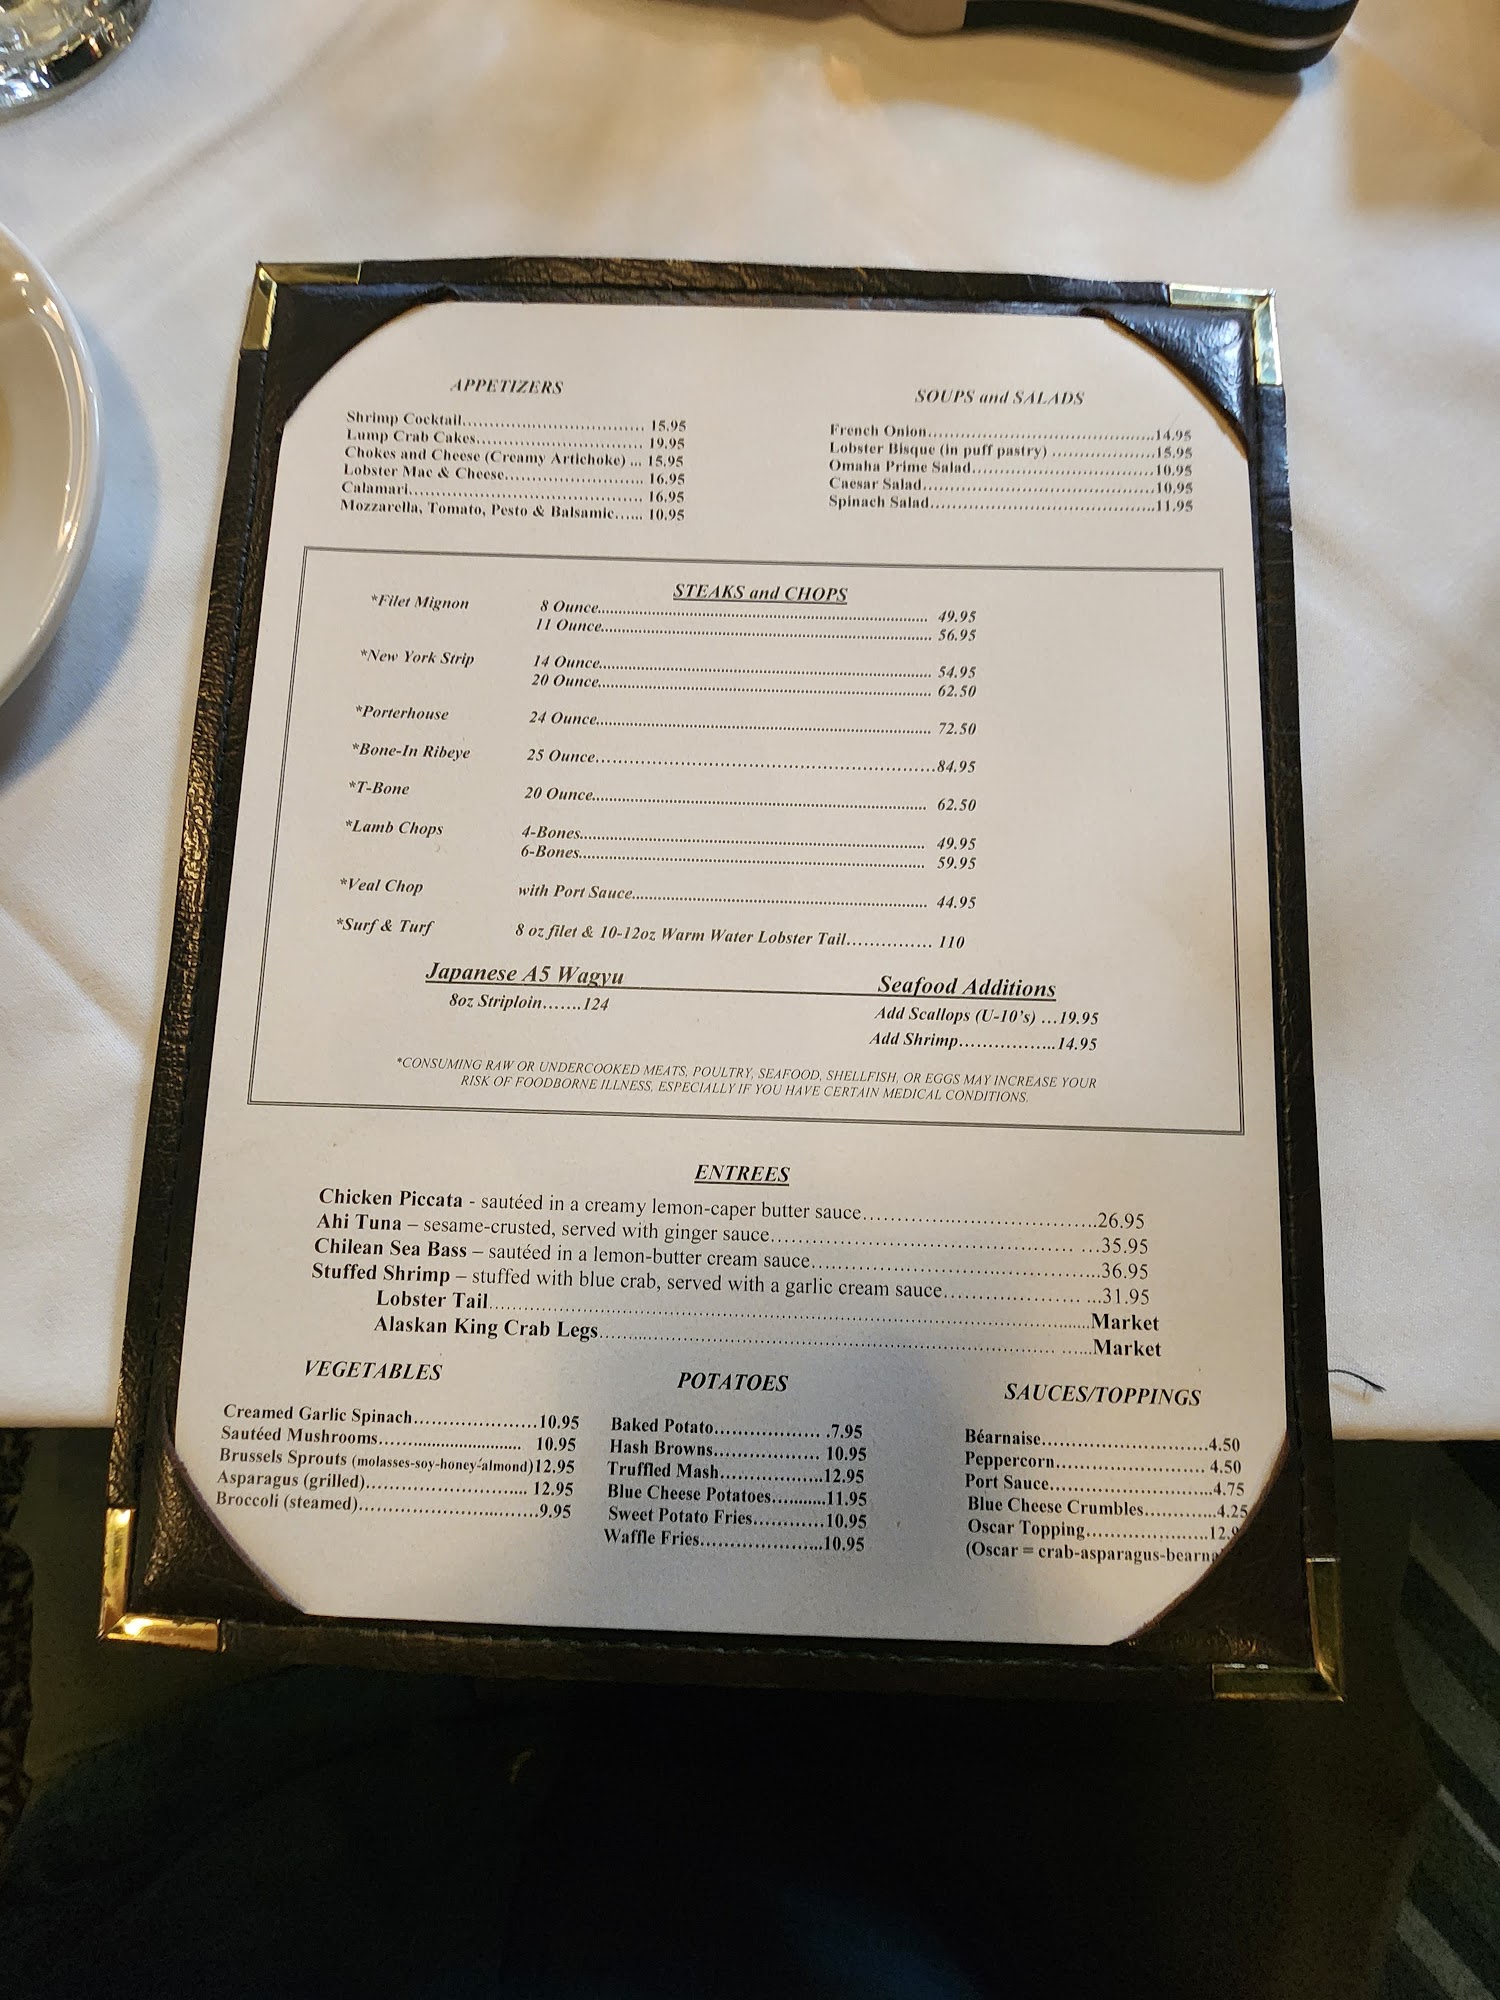 APPETIZERS
Shrimp Cocktail................................. 15.95
Lump Crab Cakes.............................. 19.95
Chokes and Cheese (Creamy Artichoke) ... 15.95
Lobster Mac & Cheese......................... 16.95
Calamari.......................................... 16.95
Mozzarella, Tomato, Pesto & Balsamic...... 10.95
SOUPS and SALADS
French Onion.........................................14.95
Lobster Bisque (in puff pastry) ...................15.95
Omaha Prime Salad.................................10.95
Caesar Salad..........................................10.95
Spinach Salad.........................................11.95
STEAKS and CHOPS
*Filet Mignon 8 Ounce.................................................. 49.95
11 Ounce.................................................. 56.95
*New York Strip 14 Ounce.................................................. 54.95
20 Ounce.................................................. 62.50
*Porterhouse 24 Ounce.................................................. 72.50
*Bone-In Ribeye 25 Ounce..................................................84.95
*T-Bone 20 Ounce.................................................. 62.50
*Lamb Chops 4-Bones.................................................. 49.95
6-Bones.................................................. 59.95
*Veal Chop with Port Sauce.................................................. 44.95
*Surf & Turf 8 oz filet & 10-12oz Warm Water Lobster Tail............... 110
Japanese A5 Wagyu
8oz Striploin.......124
Seafood Additions
Add Scallops (U-10's) ...19.95
Add Shrimp..................14.95
*CONSUMING RAW OR UNDERCOOKED MEATS, POULTRY, SEAFOOD, SHELLFISH, OR EGGS MAY INCREASE YOUR
RISK OF FOODBORNE ILLNESS, ESPECIALLY IF YOU HAVE CERTAIN MEDICAL CONDITIONS.
ENTREES
Chicken Piccata - sautéed in a creamy lemon-caper butter sauce.......................................26.95
Ahi Tuna – sesame-crusted, served with ginger sauce.................................................. ...35.95
Chilean Sea Bass – sautéed in a lemon-butter cream sauce..............................................36.95
Stuffed Shrimp – stuffed with blue crab, served with a garlic cream sauce..................... ...31.95
Lobster Tail..................................................Market
Alaskan King Crab Legs.................................................. ......Market
VEGETABLES
Creamed Garlic Spinach.....................10.95
Sautéed Mushrooms............................ 10.95
Brussels Sprouts (molasses-soy-honey-almond)12.95
Asparagus (grilled)............................. 12.95
Broccoli (steamed)................................9.95
POTATOES
Baked Potato................... .7.95
Hash Browns.................. 10.95
Truffled Mash..................12.95
Blue Cheese Potatoes...........11.95
Sweet Potato Fries............10.95
Waffle Fries.....................10.95
SAUCES/TOPPINGS
Béarnaise.............................4.50
Peppercorn.......................... 4.50
Port Sauce............................4.75
Blue Cheese Crumbles............4.25
Oscar Topping.....................12.
(Oscar = crab-asparagus-bearna